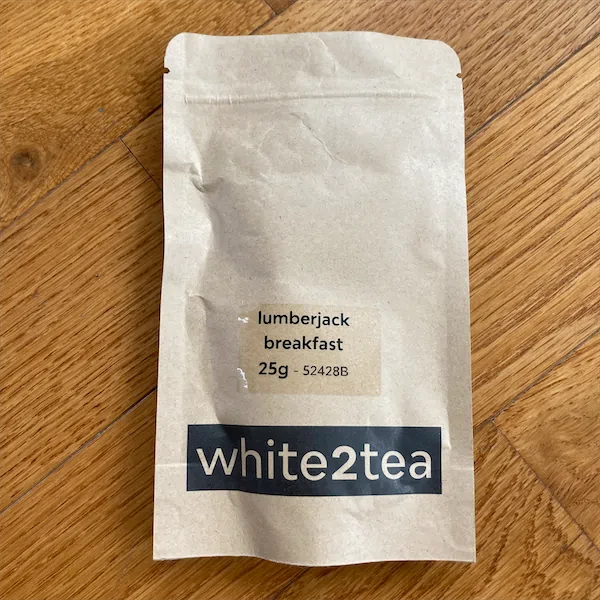 lumberjack
breakfast
25g - 52428B
white2tea